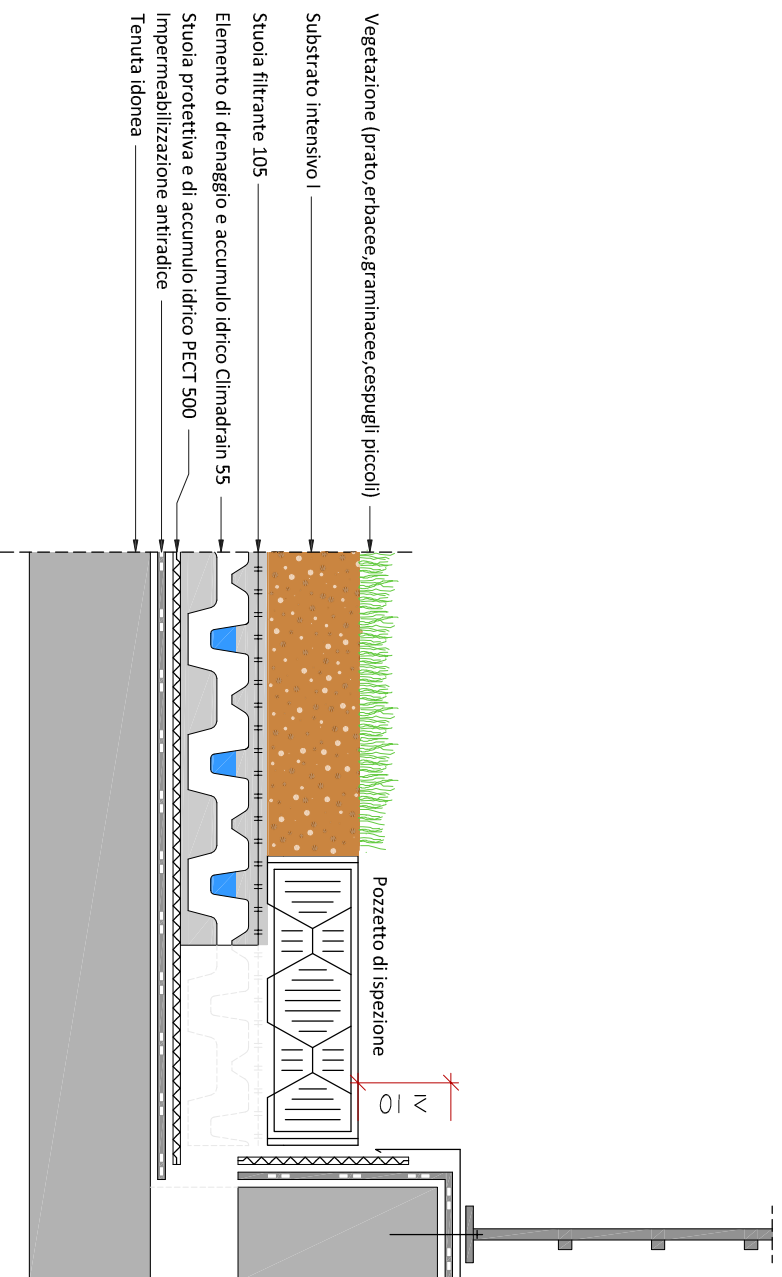 Vegetazione (prato,erbacee,graminacee,cespugli piccoli)
Substrato intensivo I
Stuoia filtrante 105
Elemento di drenaggio e accumulo idrico Climadrain 55
Stuoia protettiva e di accumulo idrico PECT 500
Impermeabilizzazione antiradice
Tenuta idonea
Pozzetto di ispezione
≥ 10